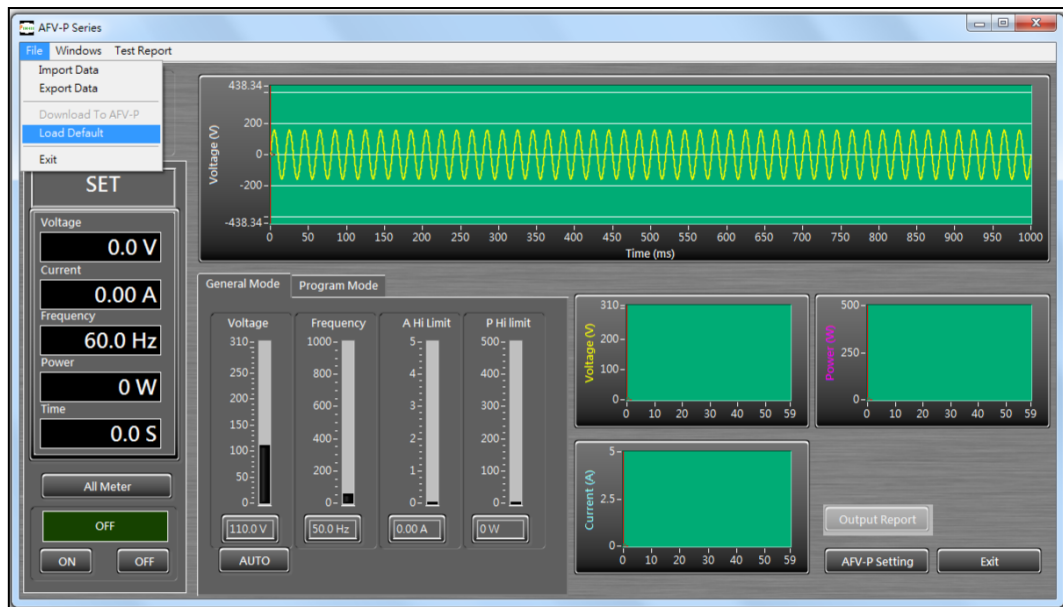 AFV-P Series
File Windows Test Report
Import Data
Export Data
Download To AFV-P
Load Default
Exit
SET
Voltage
0.0 V
Current
0.00 A
Frequency
60.0 Hz
Power
0 W
Time
0.0 S
All Meter
OFF
ON OFF
438.34
200
0
-200
-438.34
Voltage (V)
0 50 100 150 200 250 300 350 400 450 500 550 600 650 700 750 800 850 900 950 1000
Time (ms)
General Mode Program Mode
Voltage Frequency A Hi Limit P Hi limit
310 1000 5 500
250 800 4 400
200 600 3 300
150 400 2 200
100 200 1 100
50 0 0 0
0
110.0 V 50.0 Hz 0.00 A 0 W
AUTO
310
200
100
0
Voltage (V)
0 10 20 30 40 50 59
500
250
0
Power (W)
0 10 20 30 40 50 59
5
2.5
0
Current (A)
0 10 20 30 40 50 59
Output Report
AFV-P Setting Exit